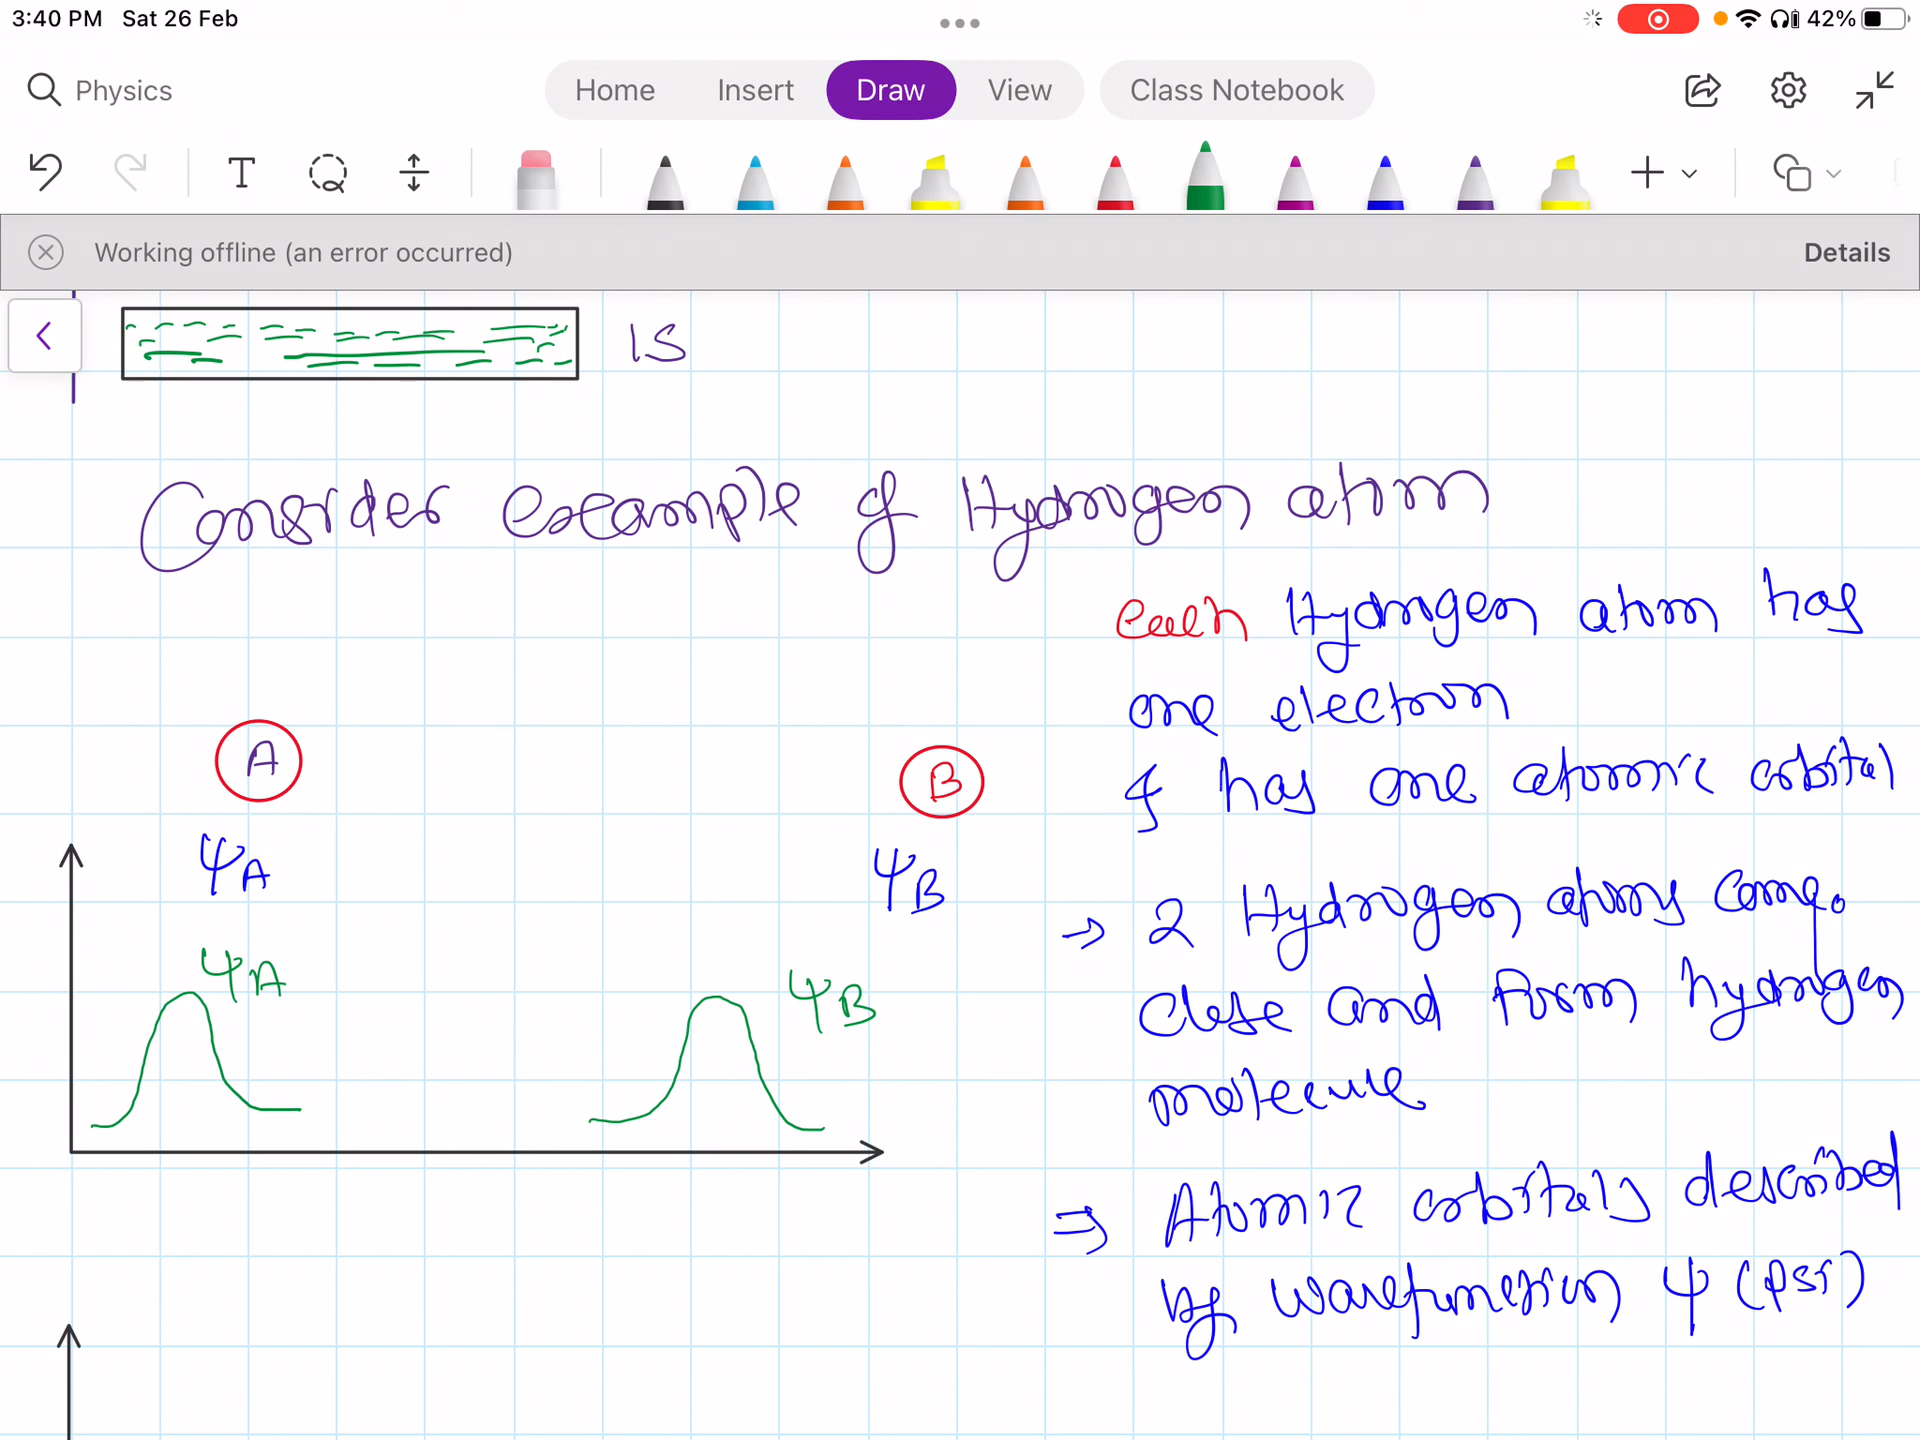 3:40 PM Sat 26 Feb
42%
Physics
Home Insert Draw View Class Notebook
T
Working offline (an error occurred) Details
1S
Consider example of Hydrogen atom
each Hydrogen atom has
one electron
& has one atomic orbital
A
B
ψA
ψB
→ 2 Hydrogen atoms come
close and form hydrogen
molecule
ψA
ψB
⇒ Atomic orbitals described
by wavefunction ψ (psi)